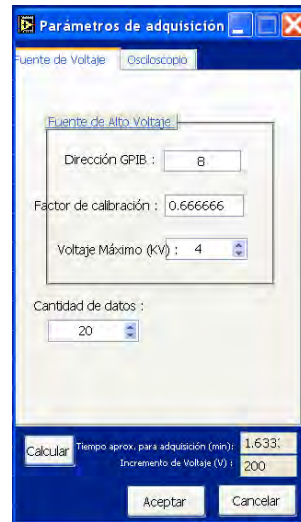 Parámetros de adquisición
Fuente de Voltaje Osciloscopio
Fuente de Alto Voltaje
Dirección GPIB : 8
Factor de calibración : 0.666666
Voltaje Máximo (KV) : 4
Cantidad de datos :
20
Calcular
Tiempo aprox. para adquisición (min): 1.633
Incremento de Voltaje (V) : 200
Aceptar Cancelar